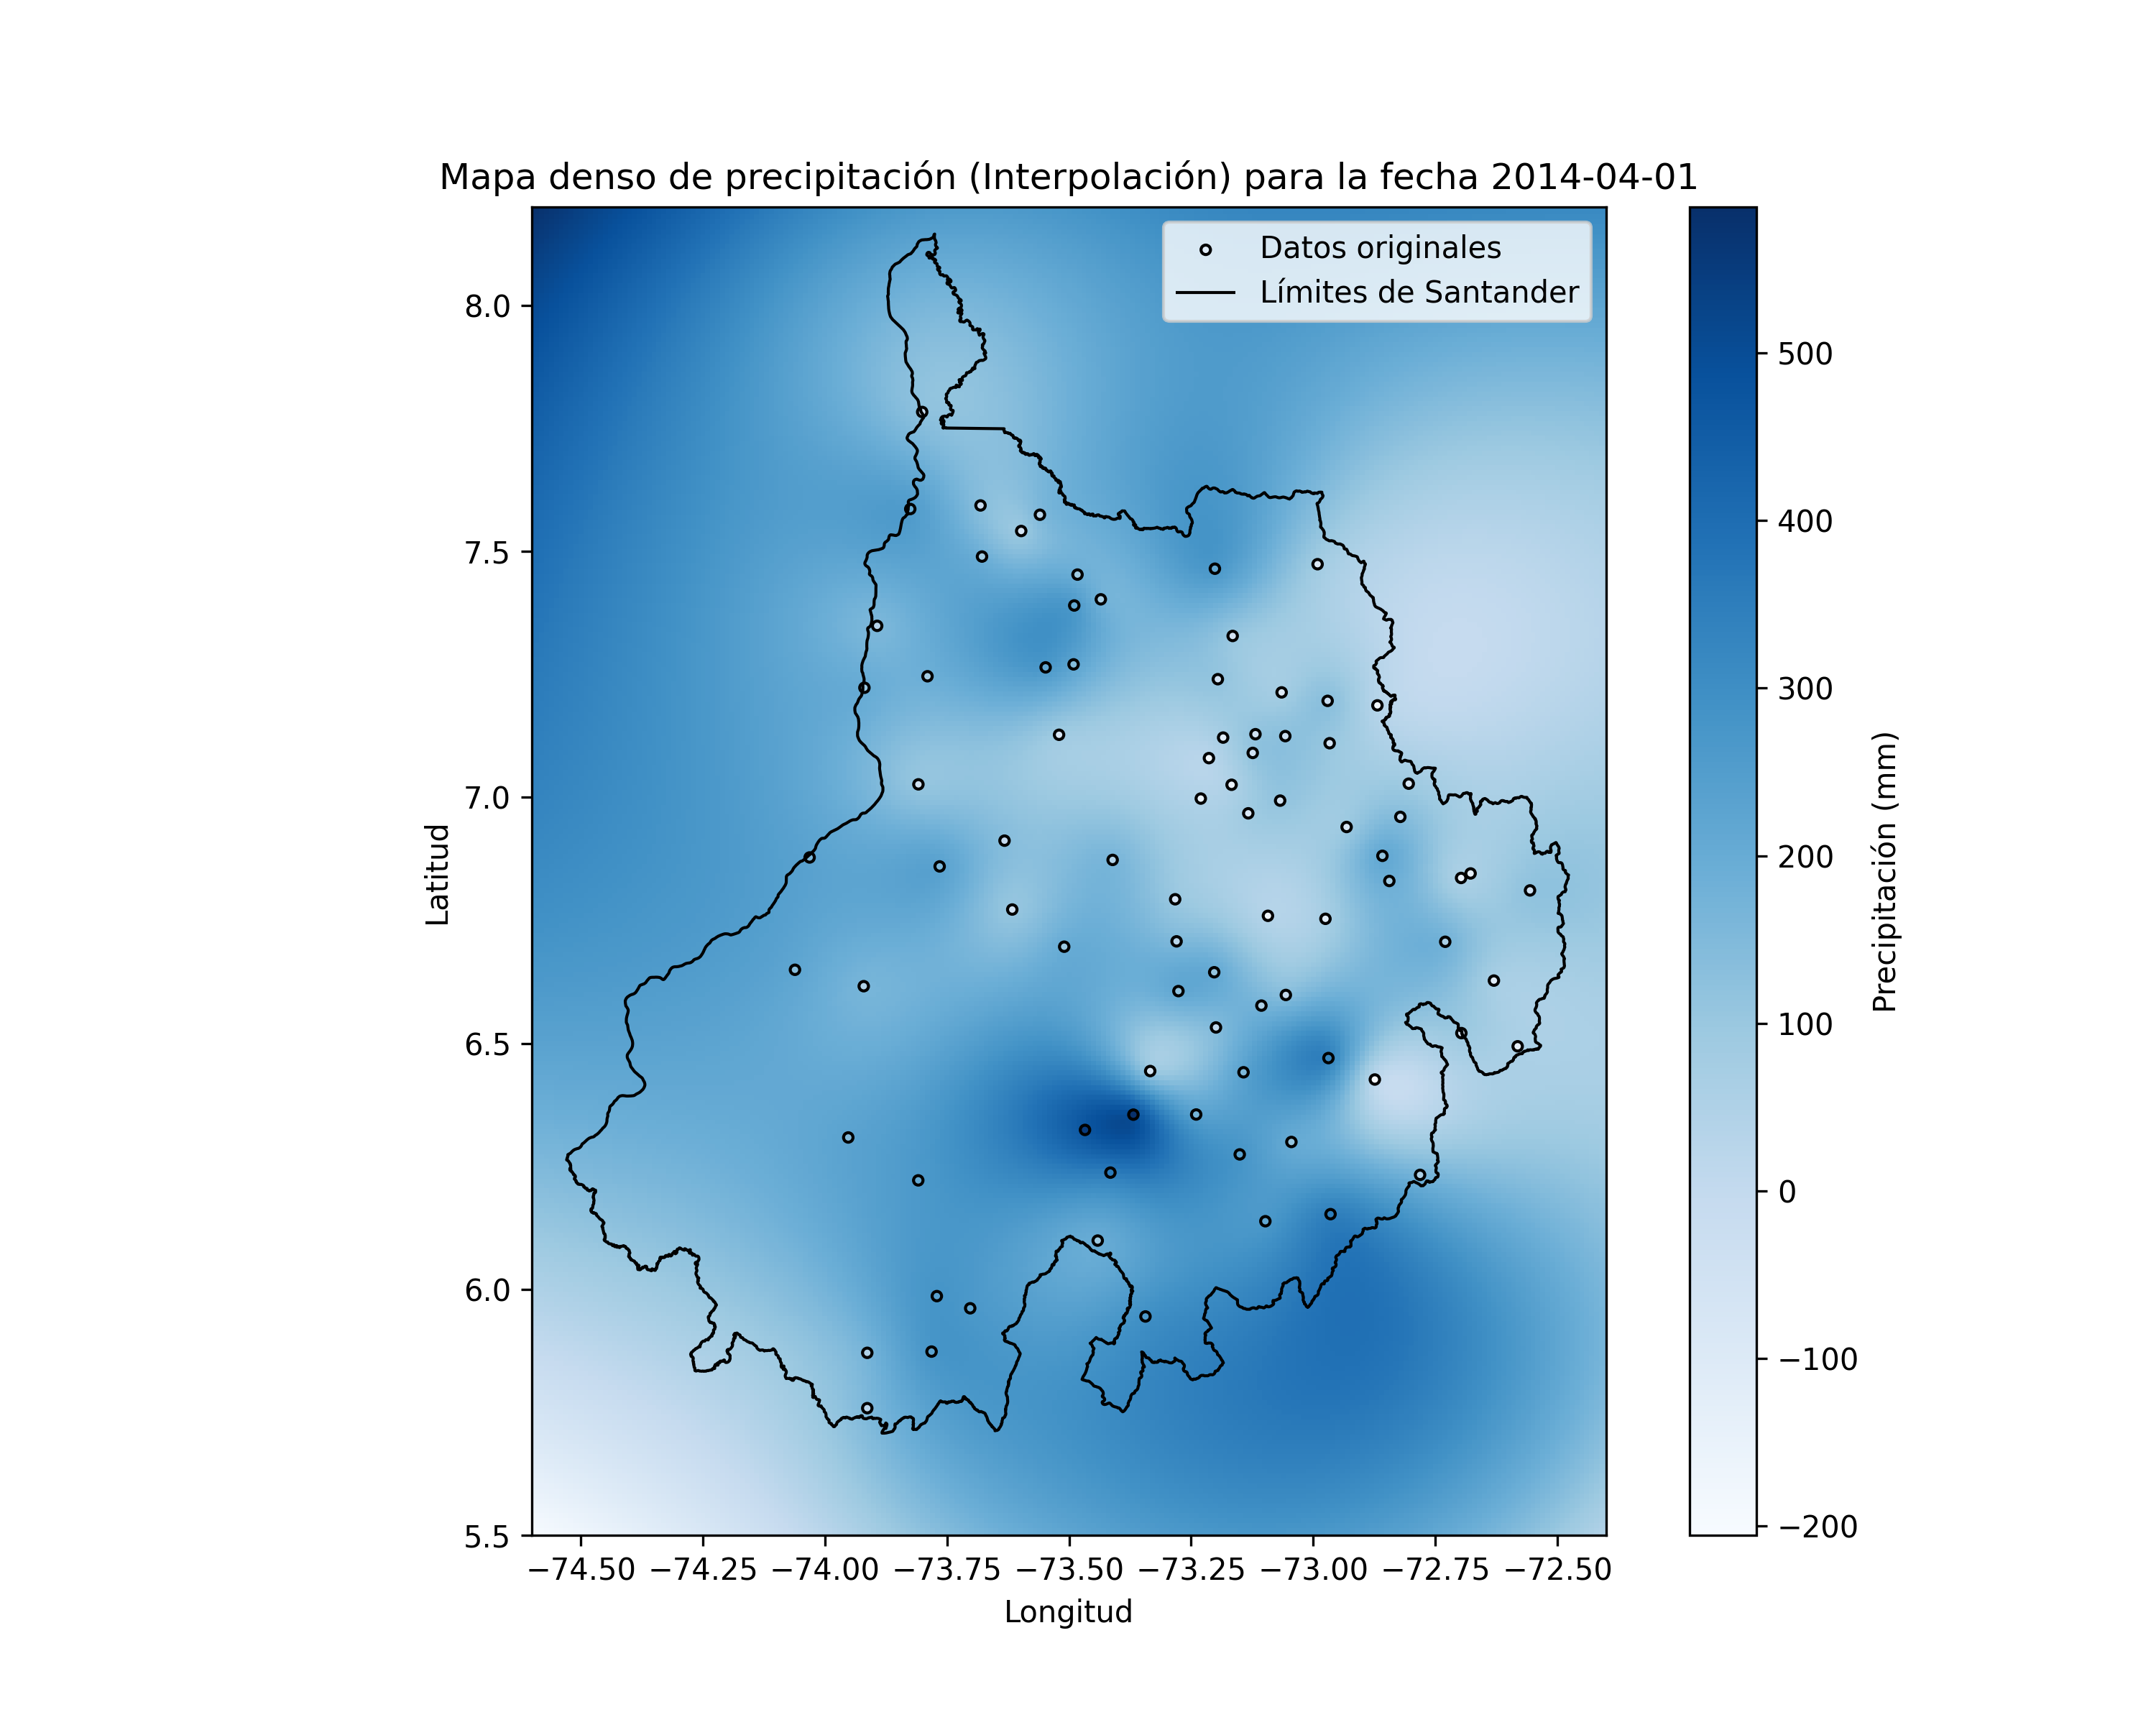 Mapa denso de precipitación (Interpolación) para la fecha 2014-04-01
Datos originales
Límites de Santander
8.0
7.5
7.0
6.5
6.0
5.5
Latitud
−74.50 −74.25 −74.00 −73.75 −73.50 −73.25 −73.00 −72.75 −72.50
Longitud
500
400
300
200
100
0
−100
−200
Precipitación (mm)